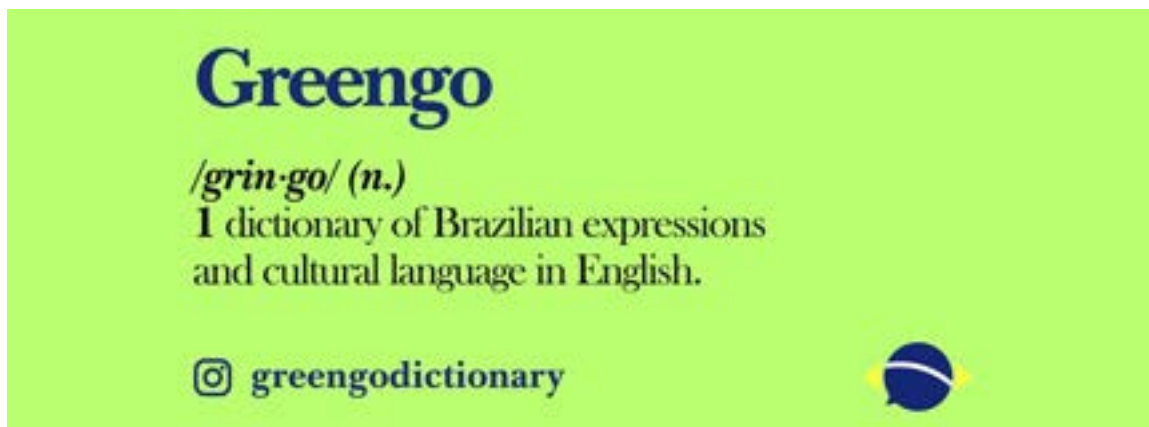 Greengo
/grin·go/ (n.)
1 dictionary of Brazilian expressions
and cultural language in English.
greengodictionary